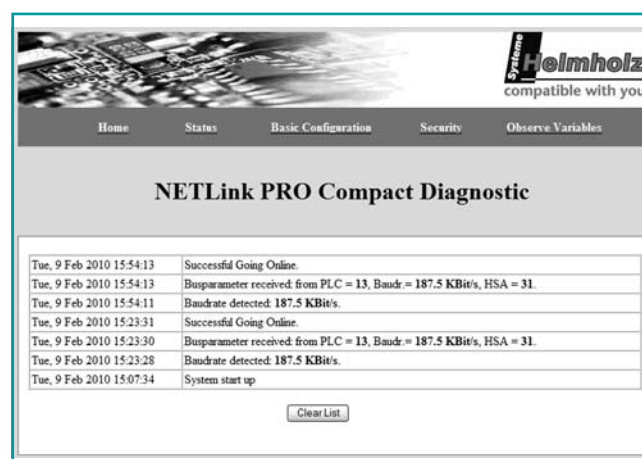 Systeme
Helmholz
compatible with you
Home Status Basic Configuration Security Observe Variables
NETLink PRO Compact Diagnostic
Tue, 9 Feb 2010 15:54:13 Successful Going Online.
Tue, 9 Feb 2010 15:54:13 Busparameter received: from PLC = 13, Baudr.= 187.5 KBit/s, HSA = 31.
Tue, 9 Feb 2010 15:54:11 Baudrate detected: 187.5 KBit/s.
Tue, 9 Feb 2010 15:23:31 Successful Going Online.
Tue, 9 Feb 2010 15:23:30 Busparameter received: from PLC = 13, Baudr.= 187.5 KBit/s, HSA = 31.
Tue, 9 Feb 2010 15:23:28 Baudrate detected: 187.5 KBit/s.
Tue, 9 Feb 2010 15:07:34 System start up
Clear List